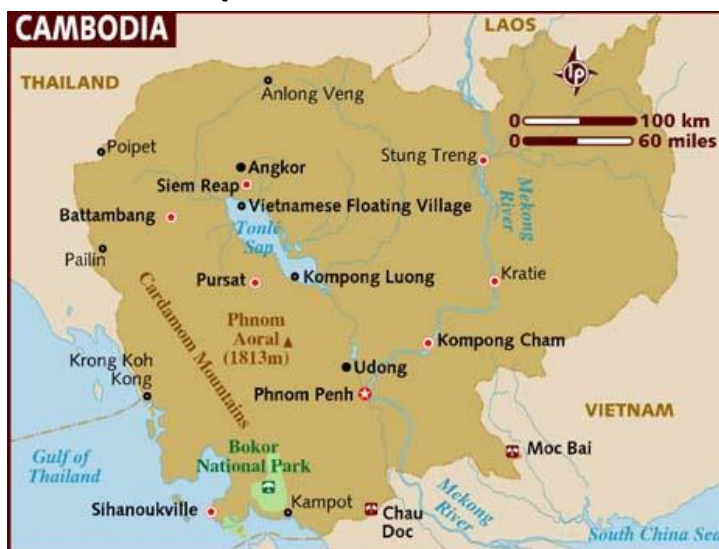 CAMBODIA
LAOS
THAILAND
Anlong Veng
lp
0 100 km
0 60 miles
Poipet
Angkor
Stung Treng
Siem Reap
Vietnamese Floating Village
Mekong
River
Battambang
Tonlé
Sap
Pailin
Pursat
Kompong Luong
Kratie
Cardamom Mountains
Phnom
Aoral
(1813m)
Kompong Cham
Krong Koh
Kong
Udong
Phnom Penh
VIETNAM
Bokor
National Park
Moc Bai
Gulf of
Thailand
Sihanoukville
Kampot
Chau
Doc
Mekong
River
South China Sea